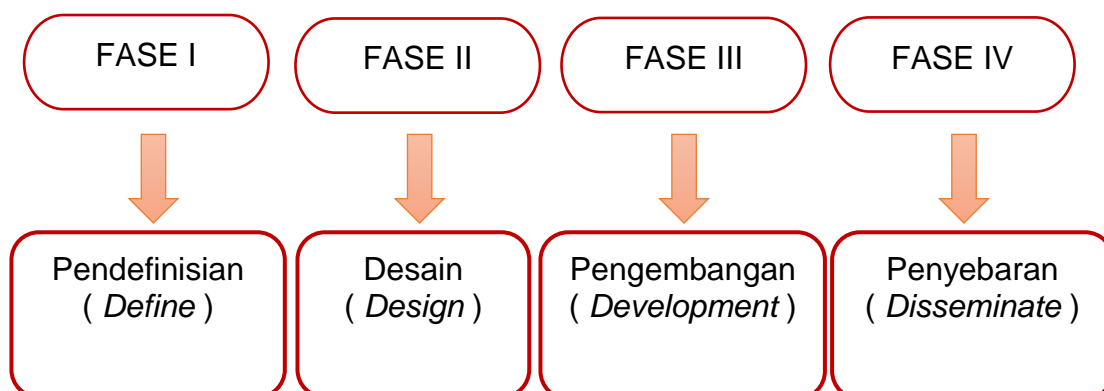 FASE I
FASE II
FASE III
FASE IV
Pendefinisian
( Define )
Desain
( Design )
Pengembangan
( Development )
Penyebaran
( Disseminate )